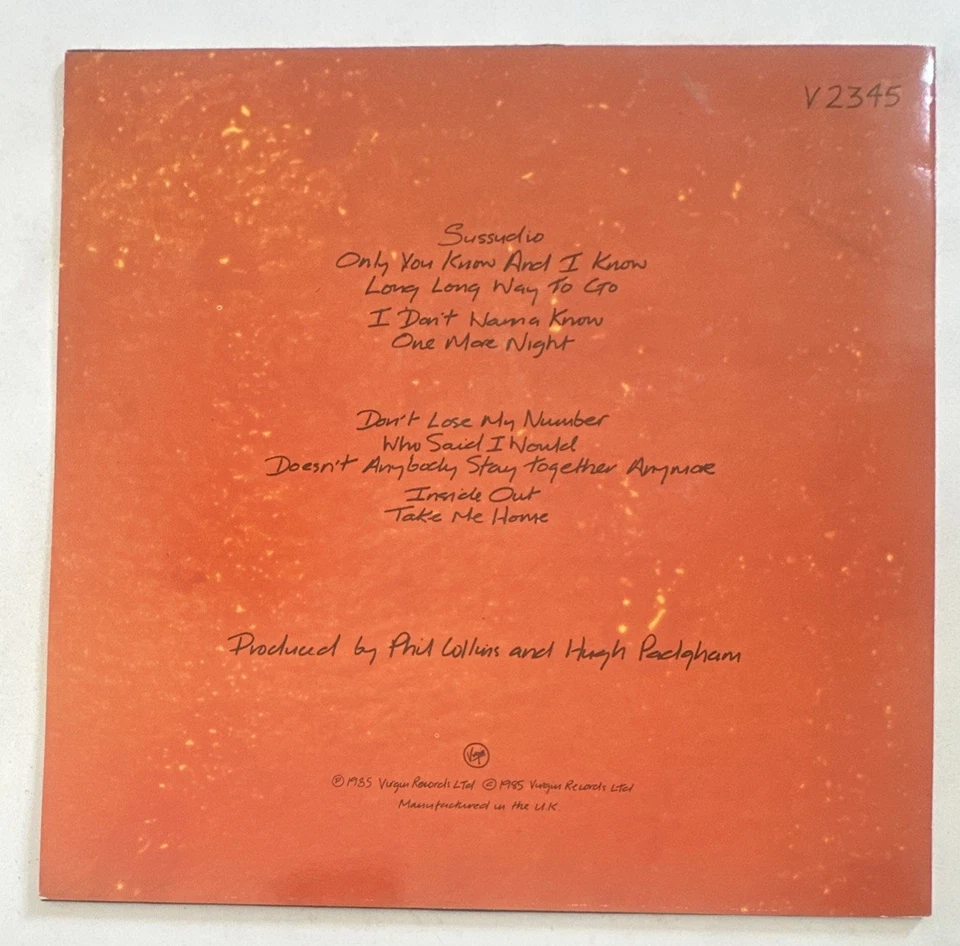 V2345
Sussudio
Only You Know And I Know
Long Long Way To Go
I Don't Wanna Know
One More Night
Don't Lose My Number
Who Said I Would
Doesn't Anybody Stay Together Anymore
Inside Out
Take Me Home
Produced by Phil Collins and Hugh Padgham
Virgin
℗ 1985 Virgin Records Ltd © 1985 Virgin Records Ltd
Manufactured in the U.K.